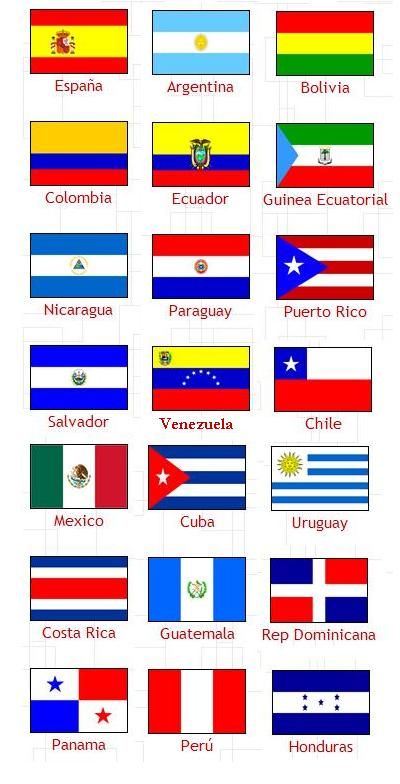 España
Argentina
Bolivia
Colombia
Ecuador
Guinea Ecuatorial
Nicaragua
Paraguay
Puerto Rico
Salvador
Venezuela
Chile
Mexico
Cuba
Uruguay
Costa Rica
Guatemala
Rep Dominicana
Panama
Perú
Honduras